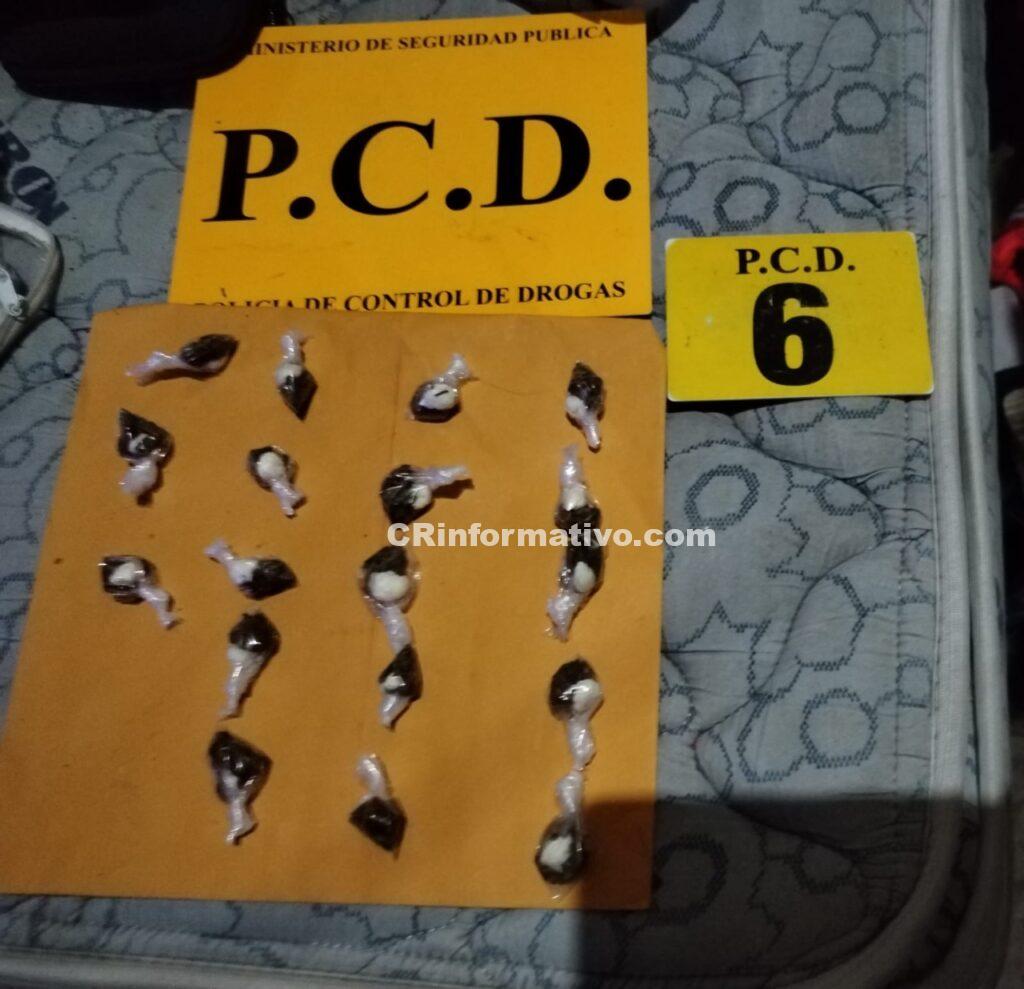 MINISTERIO DE SEGURIDAD PUBLICA
P.C.D.
POLICIA DE CONTROL DE DROGAS
P.C.D.
6
CRinformativo.com